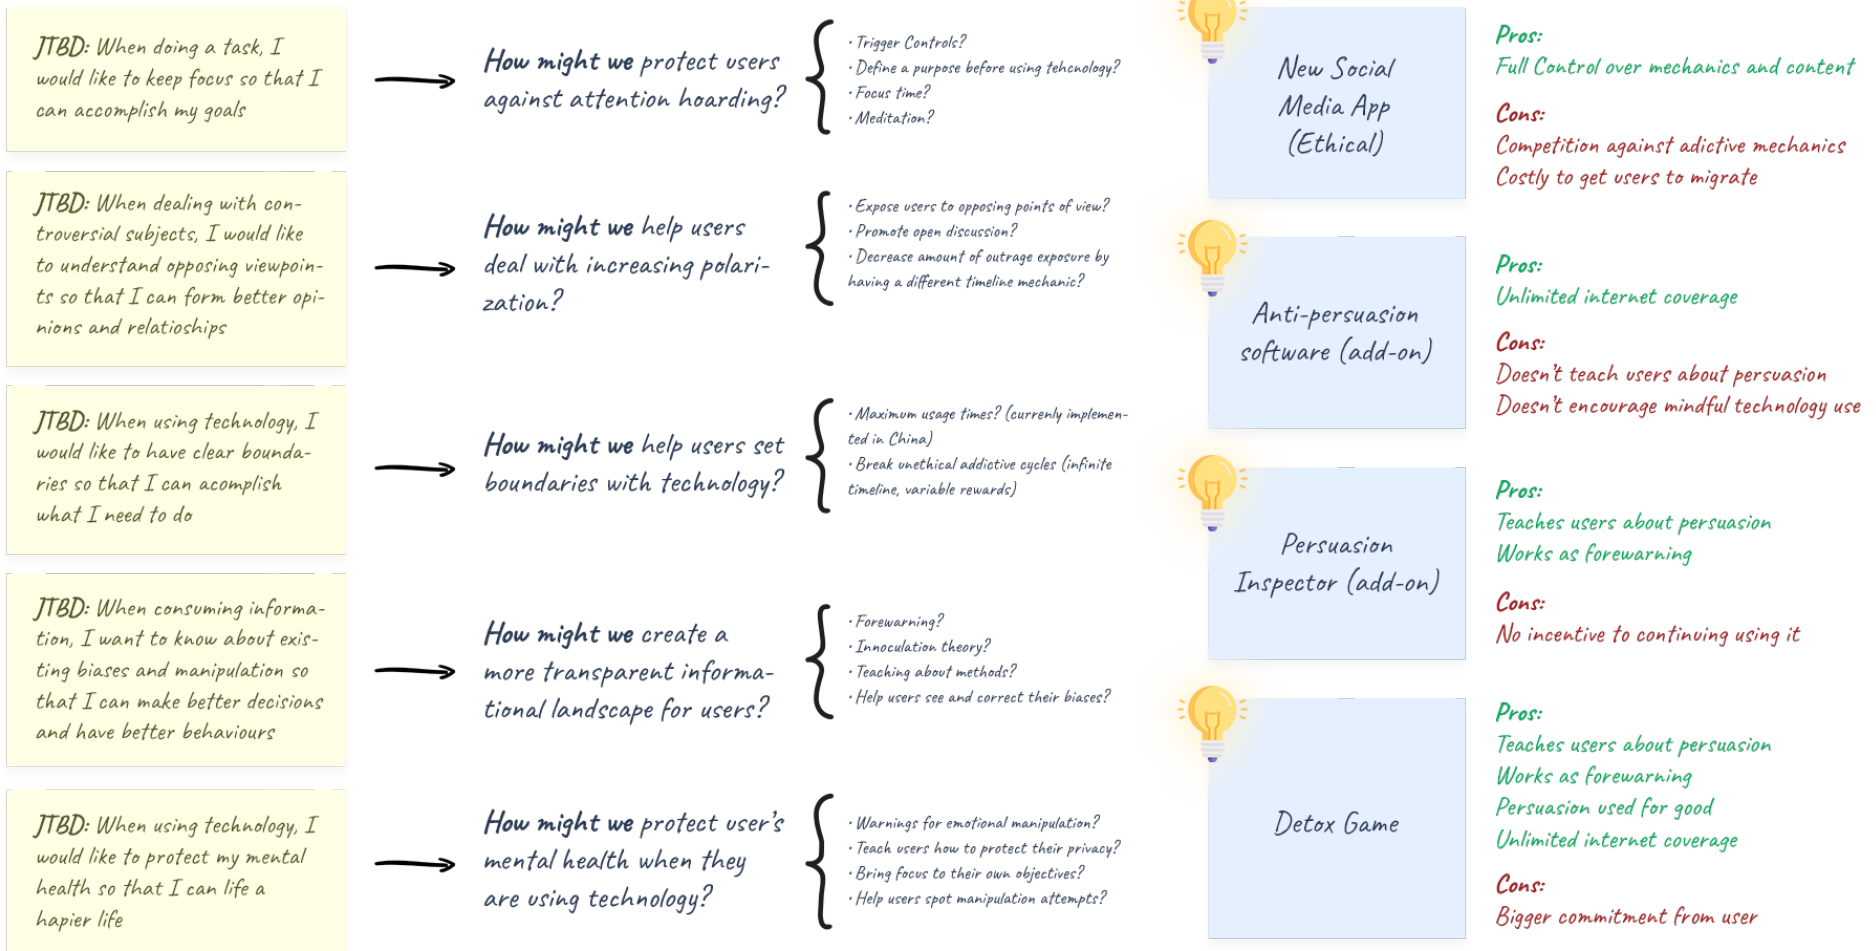 JTBD: When doing a task, I
would like to keep focus so that I
can accomplish my goals
How might we protect users
against attention hoarding?
· Trigger Controls?
· Define a purpose before using tehcnology?
· Focus time?
· Meditation?
JTBD: When dealing with con-
troversial subjects, I would like
to understand opposing viewpoin-
ts so that I can form better opi-
nions and relatioships
How might we help users
deal with increasing polari-
zation?
· Expose users to opposing points of view?
· Promote open discussion?
· Decrease amount of outrage exposure by
having a different timeline mechanic?
JTBD: When using technology, I
would like to have clear bounda-
ries so that I can acomplish
what I need to do
How might we help users set
boundaries with technology?
· Maximum usage times? (currenly implemen-
ted in China)
· Break unethical addictive cycles (infinite
timeline, variable rewards)
JTBD: When consuming informa-
tion, I want to know about exis-
ting biases and manipulation so
that I can make better decisions
and have better behaviours
How might we create a
more transparent informa-
tional landscape for users?
· Forewarning?
· Innoculation theory?
· Teaching about methods?
· Help users see and correct their biases?
JTBD: When using technology, I
would like to protect my mental
health so that I can life a
hapier life
How might we protect user's
mental health when they
are using technology?
· Warnings for emotional manipulation?
· Teach users how to protect their privacy?
· Bring focus to their own objectives?
· Help users spot manipulation attempts?
New Social
Media App
(Ethical)
Pros:
Full Control over mechanics and content
Cons:
Competition against adictive mechanics
Costly to get users to migrate
Anti-persuasion
software (add-on)
Pros:
Unlimited internet coverage
Cons:
Doesn't teach users about persuasion
Doesn't encourage mindful technology use
Persuasion
Inspector (add-on)
Pros:
Teaches users about persuasion
Works as forewarning
Cons:
No incentive to continuing using it
Detox Game
Pros:
Teaches users about persuasion
Works as forewarning
Persuasion used for good
Unlimited internet coverage
Cons:
Bigger commitment from user